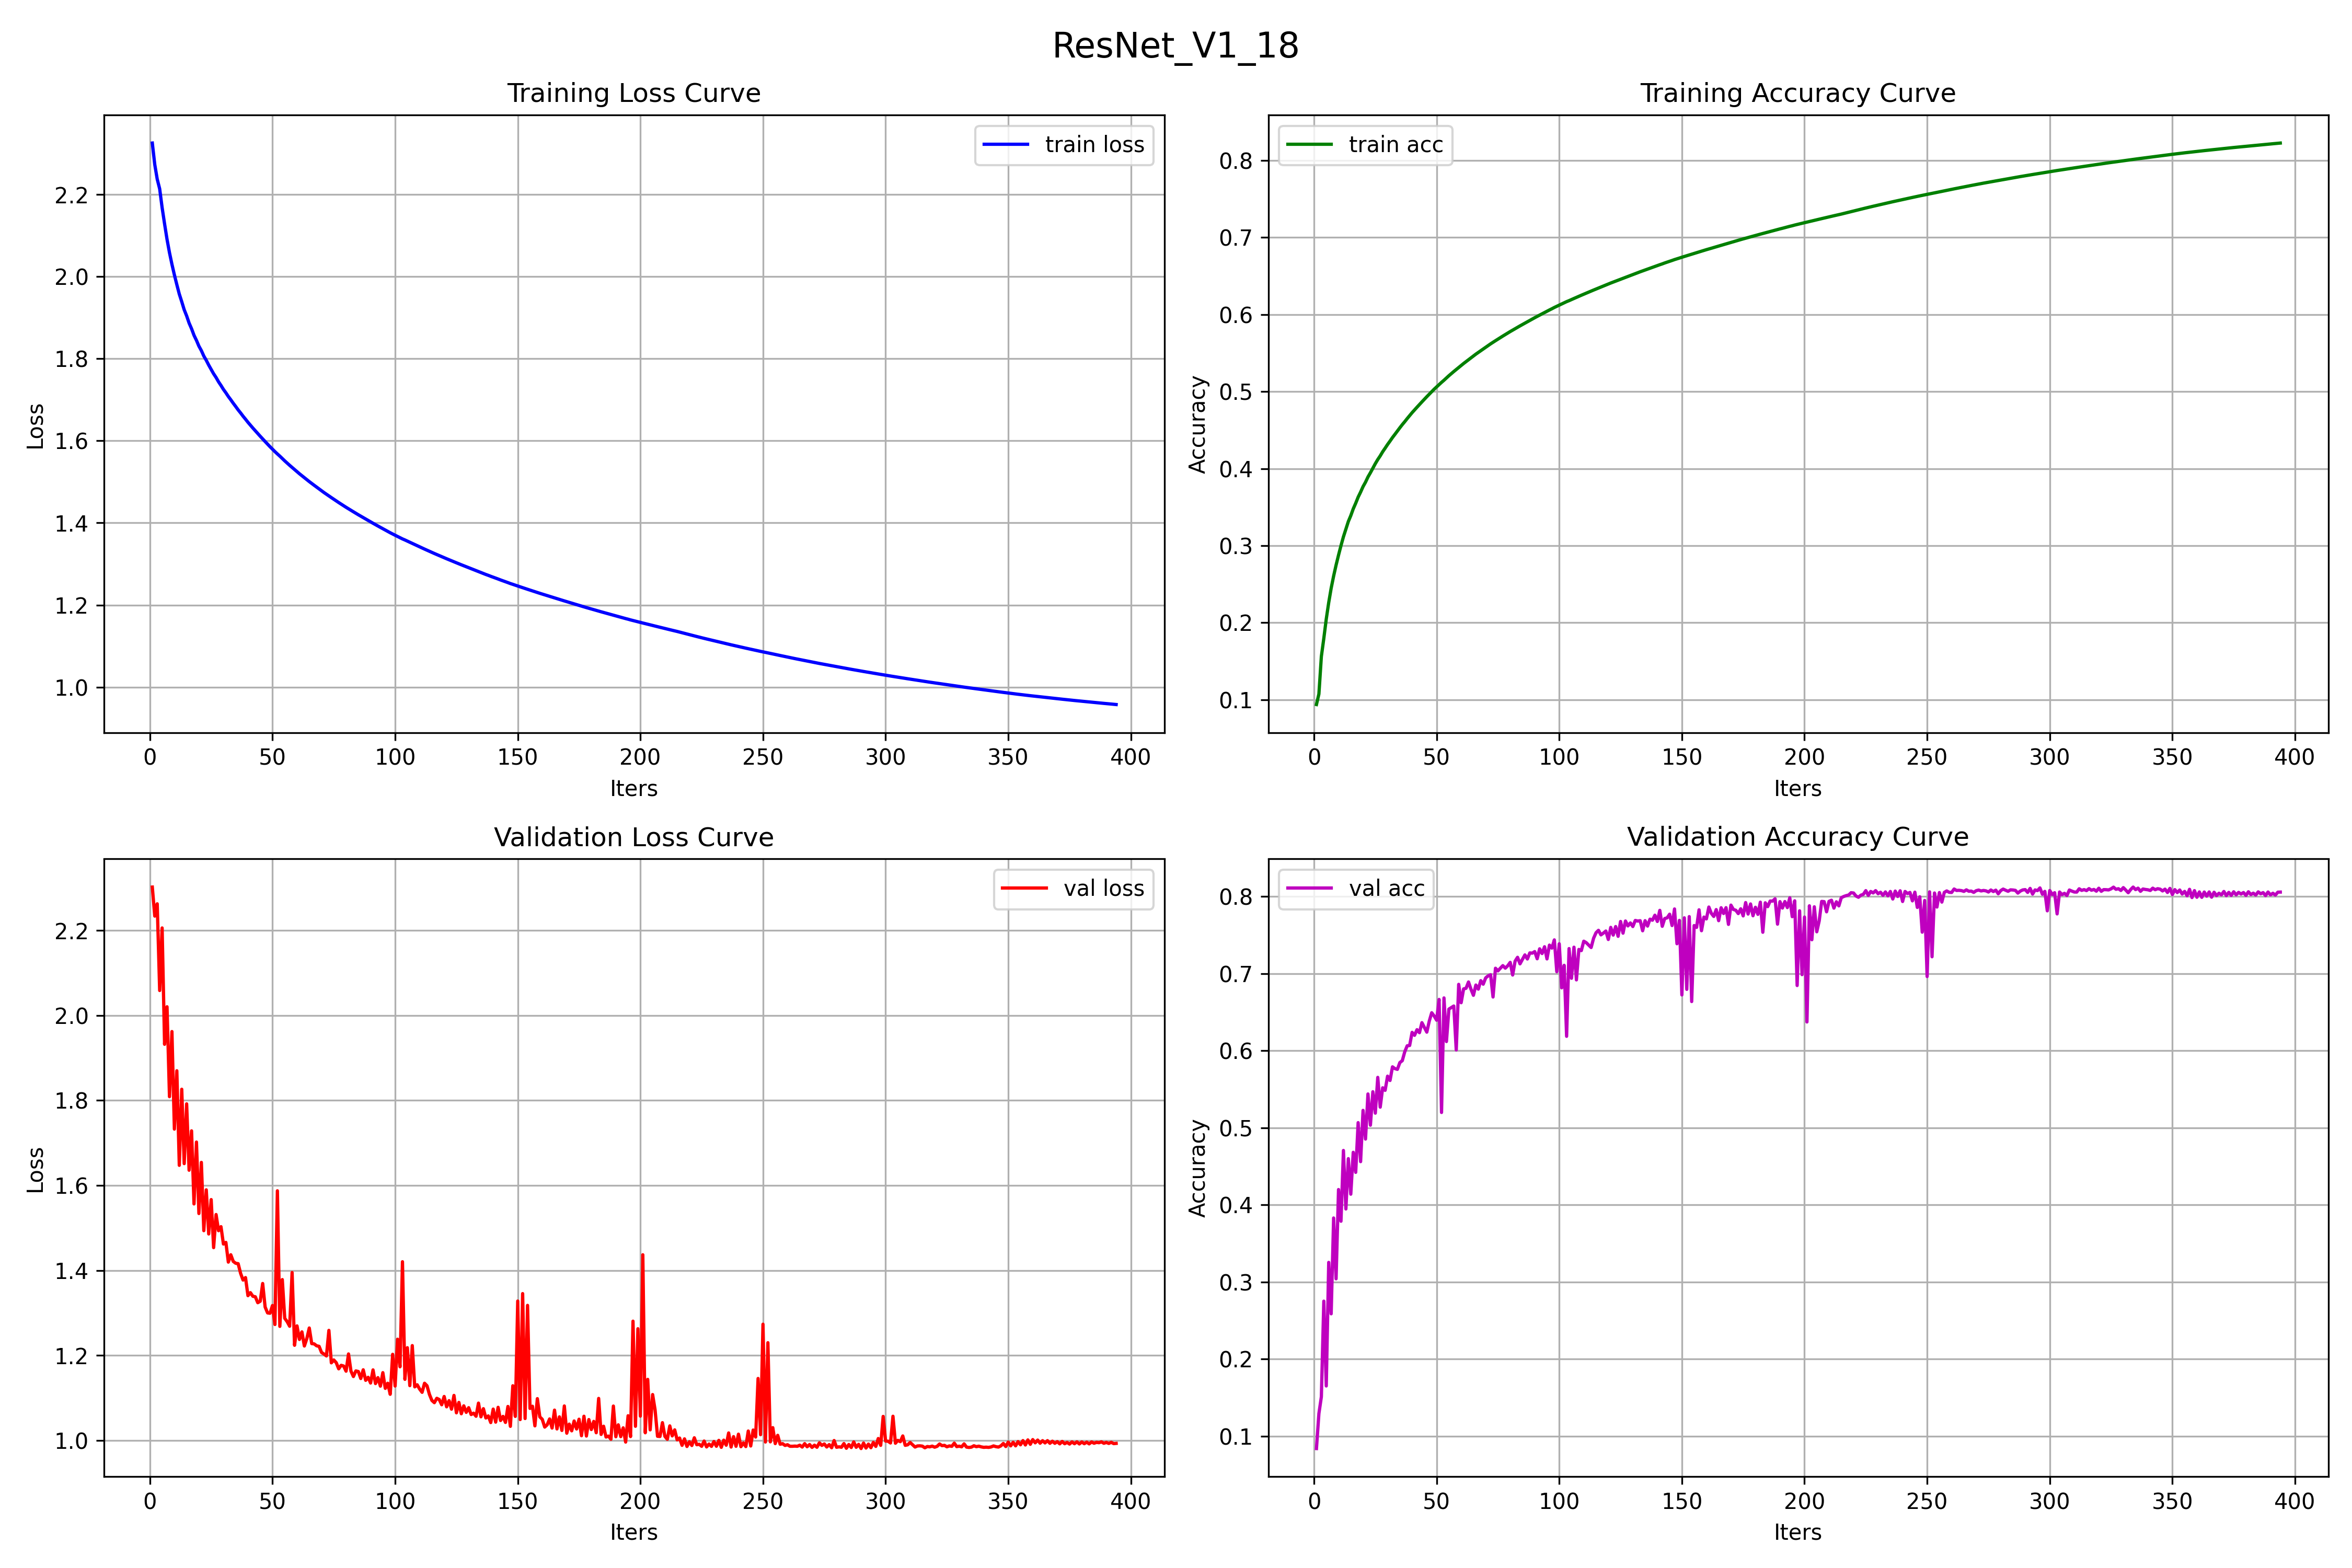 ResNet_V1_18
Training Loss Curve
train loss
Loss
2.2
2.0
1.8
1.6
1.4
1.2
1.0
0 50 100 150 200 250 300 350 400
Iters
Training Accuracy Curve
train acc
Accuracy
0.8
0.7
0.6
0.5
0.4
0.3
0.2
0.1
0 50 100 150 200 250 300 350 400
Iters
Validation Loss Curve
val loss
Loss
2.2
2.0
1.8
1.6
1.4
1.2
1.0
0 50 100 150 200 250 300 350 400
Iters
Validation Accuracy Curve
val acc
Accuracy
0.8
0.7
0.6
0.5
0.4
0.3
0.2
0.1
0 50 100 150 200 250 300 350 400
Iters